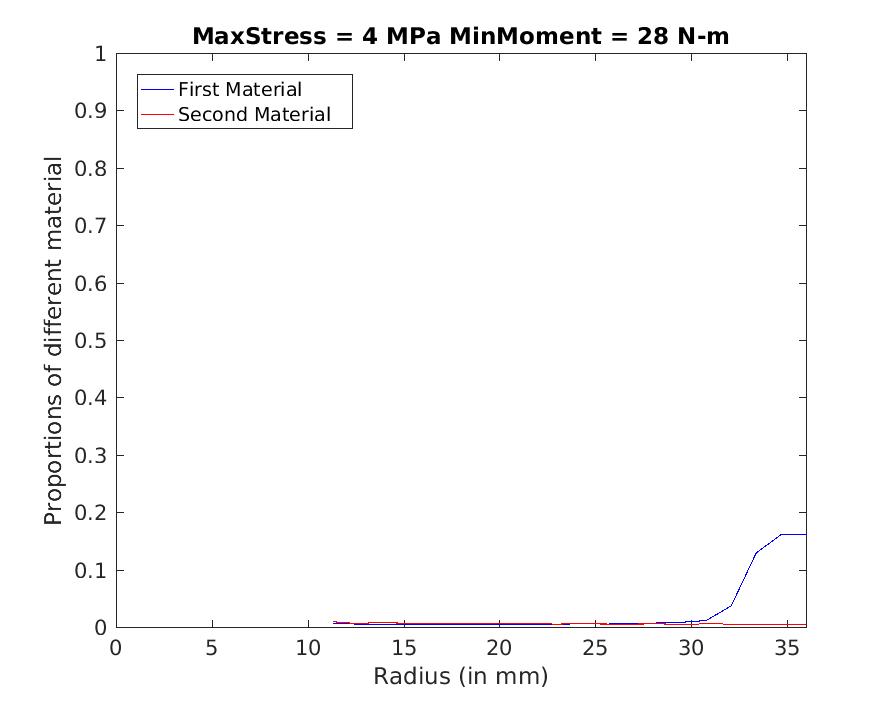 MaxStress = 4 MPa MinMoment = 28 N-m
First Material
Second Material
Proportions of different material
1
0.9
0.8
0.7
0.6
0.5
0.4
0.3
0.2
0.1
0
0 5 10 15 20 25 30 35
Radius (in mm)